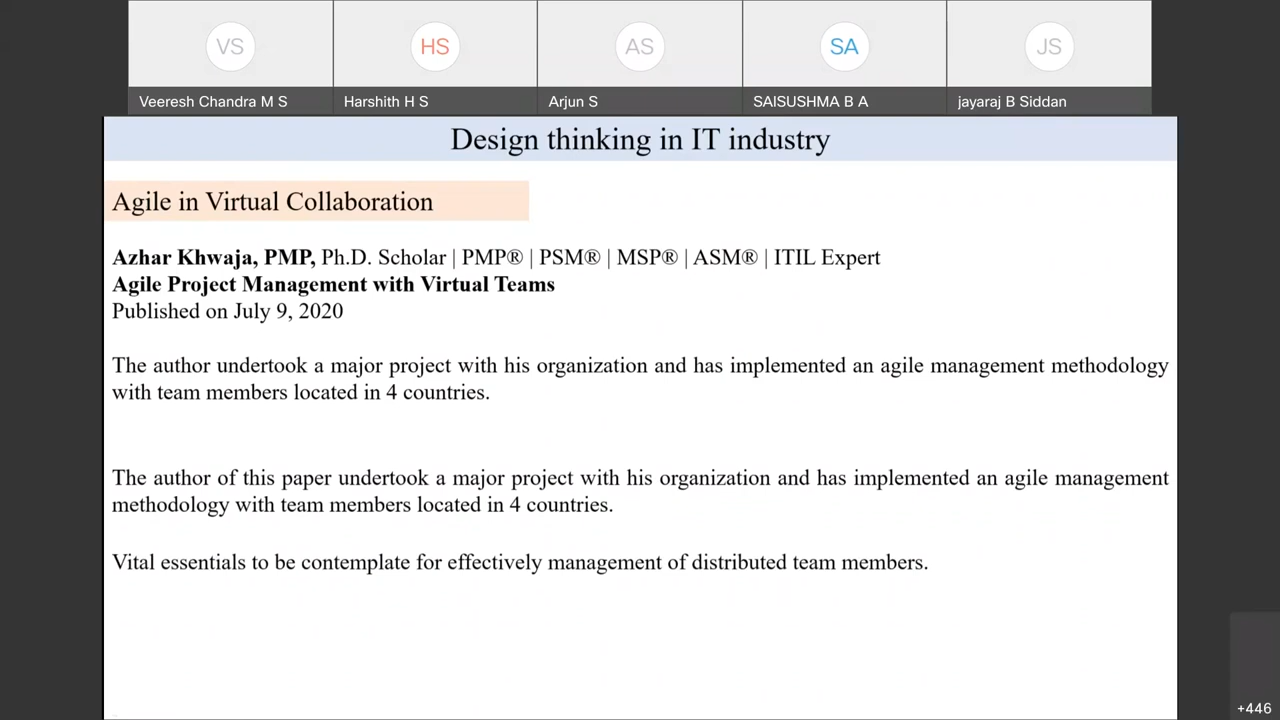 VS
HS
AS
SA
JS
Veeresh Chandra M S
Harshith H S
Arjun S
SAISUSHMA B A
jayaraj B Siddan
Design thinking in IT industry
Agile in Virtual Collaboration
Azhar Khwaja, PMP, Ph.D. Scholar | PMP® | PSM® | MSP® | ASM® | ITIL Expert
Agile Project Management with Virtual Teams
Published on July 9, 2020
The author undertook a major project with his organization and has implemented an agile management methodology
with team members located in 4 countries.
The author of this paper undertook a major project with his organization and has implemented an agile management
methodology with team members located in 4 countries.
Vital essentials to be contemplate for effectively management of distributed team members.
+446